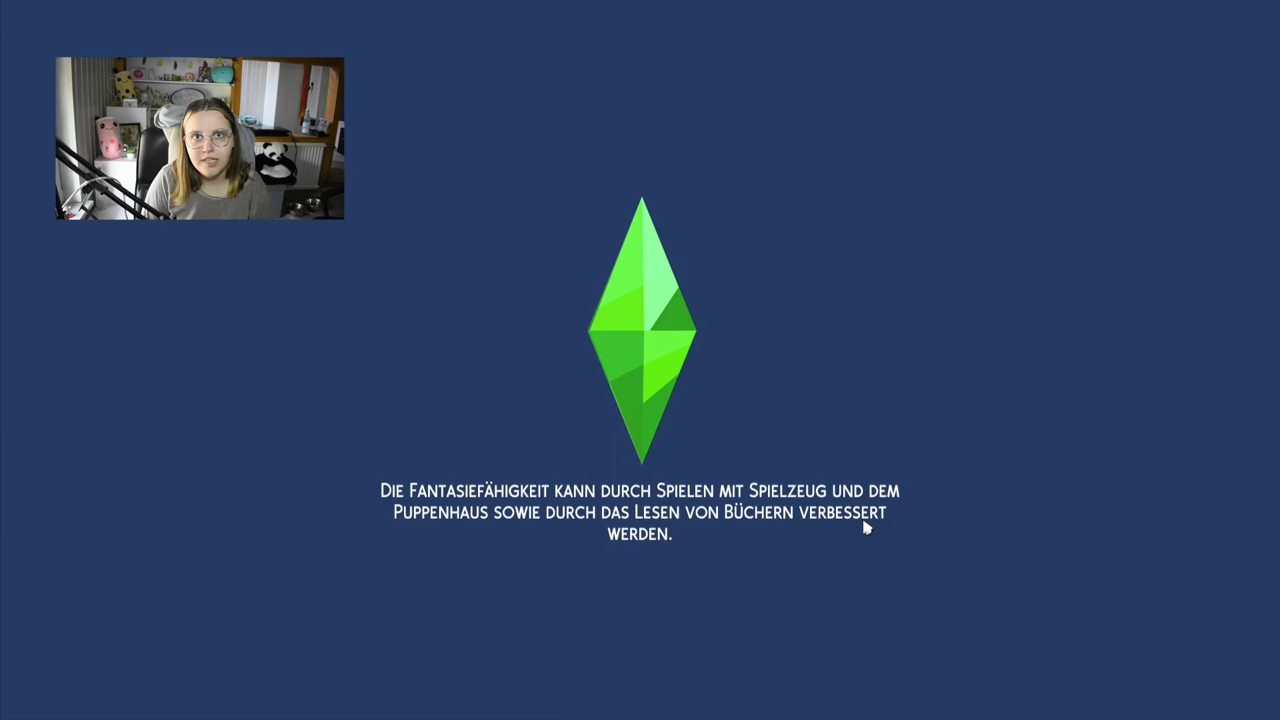 Die Fantasiefähigkeit kann durch Spielen mit Spielzeug und dem
Puppenhaus sowie durch das Lesen von Büchern verbessert
werden.